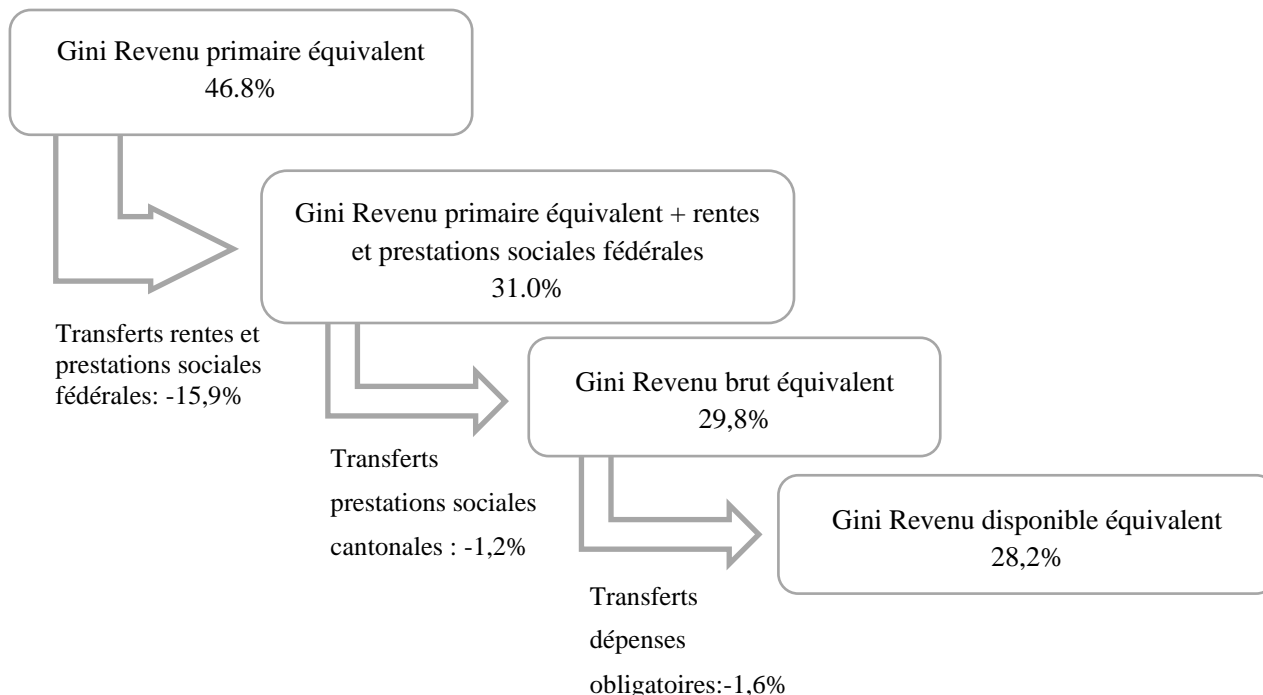 Gini Revenu primaire équivalent
46.8%
Gini Revenu primaire équivalent + rentes
et prestations sociales fédérales
31.0%
Transferts rentes et
prestations sociales
fédérales: -15,9%
Gini Revenu brut équivalent
29,8%
Transferts
prestations sociales
cantonales : -1,2%
Gini Revenu disponible équivalent
28,2%
Transferts
dépenses
obligatoires:-1,6%